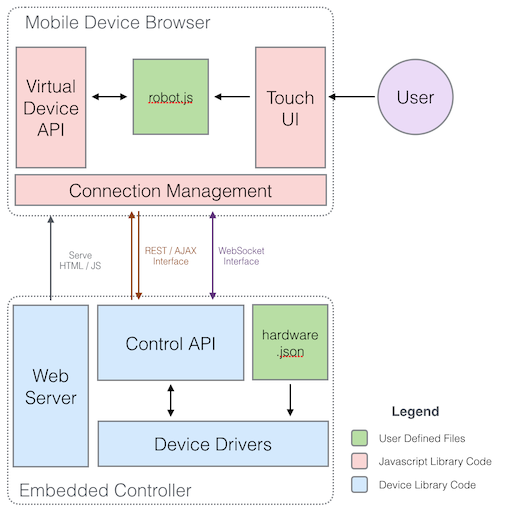 Mobile Device Browser
Virtual
Device
API
robot.js
Touch
UI
User
Connection Management
Serve
HTML / JS
REST / AJAX
Interface
WebSocket
Interface
Web
Server
Control API
hardware
.json
Device Drivers
Embedded Controller
Legend
User Defined Files
Javascript Library Code
Device Library Code